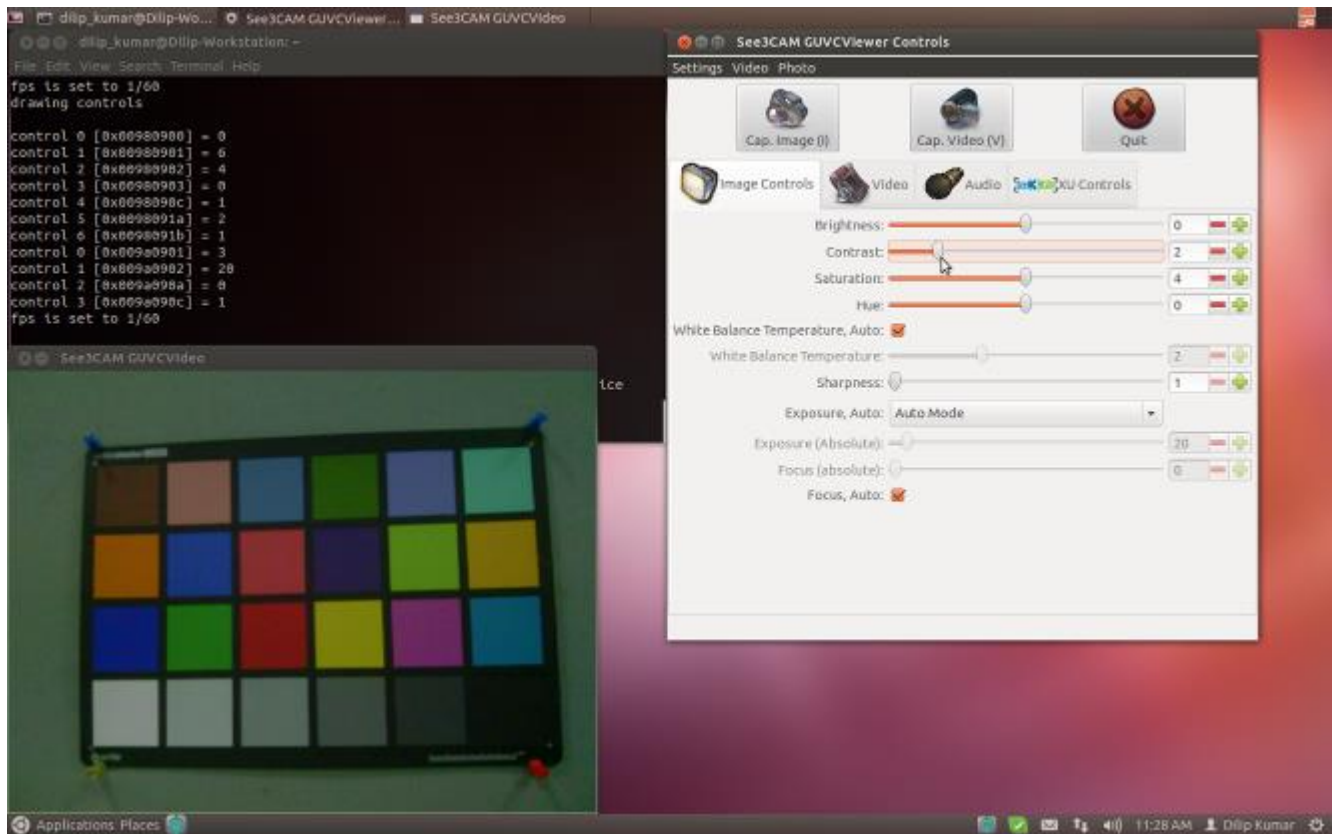 dilip_kumar@Dilip-Wo...
See3CAM GUVCViewer...
See3CAM GUVCVideo
dilip_kumar@Dilip-Workstation: ~
File Edit View Search Terminal Help
fps is set to 1/60
drawing controls
control 0 [0x00980900] = 0
control 1 [0x00980901] = 6
control 2 [0x00980902] = 4
control 3 [0x00980903] = 0
control 4 [0x0098090c] = 1
control 5 [0x0098091a] = 2
control 6 [0x0098091b] = 1
control 0 [0x009a0901] = 3
control 1 [0x009a0902] = 20
control 2 [0x009a090a] = 0
control 3 [0x009a090c] = 1
fps is set to 1/60
ice
See3CAM GUVCVideo
See3CAM GUVCViewer Controls
Settings Video Photo
Cap. Image (I)
Cap. Video (V)
Quit
Image Controls
Video
Audio
XU Controls
Brightness: 0
Contrast: 2
Saturation: 4
Hue: 0
White Balance Temperature, Auto:
White Balance Temperature: 2
Sharpness: 1
Exposure, Auto: Auto Mode
Exposure (Absolute): 20
Focus (absolute): 0
Focus, Auto:
Applications Places
11:28 AM Dilip Kumar